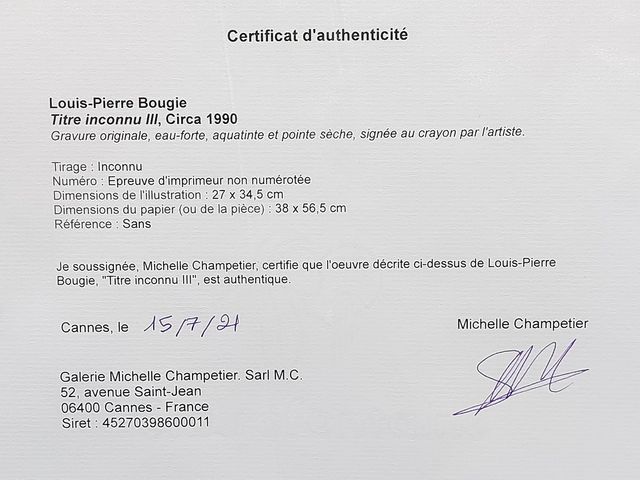 Certificat d'authenticité
Louis-Pierre Bougie
Titre inconnu III, Circa 1990
Gravure originale, eau-forte, aquatinte et pointe sèche, signée au crayon par l'artiste.
Tirage : Inconnu
Numéro : Epreuve d'imprimeur non numérotée
Dimensions de l'illustration : 27 x 34,5 cm
Dimensions du papier (ou de la pièce) : 38 x 56,5 cm
Référence : Sans
Je soussignée, Michelle Champetier, certifie que l'oeuvre décrite ci-dessus de Louis-Pierre
Bougie, "Titre inconnu III", est authentique.
Cannes, le 15/7/21
Michelle Champetier
Galerie Michelle Champetier. Sarl M.C.
52, avenue Saint-Jean
06400 Cannes - France
Siret : 45270398600011